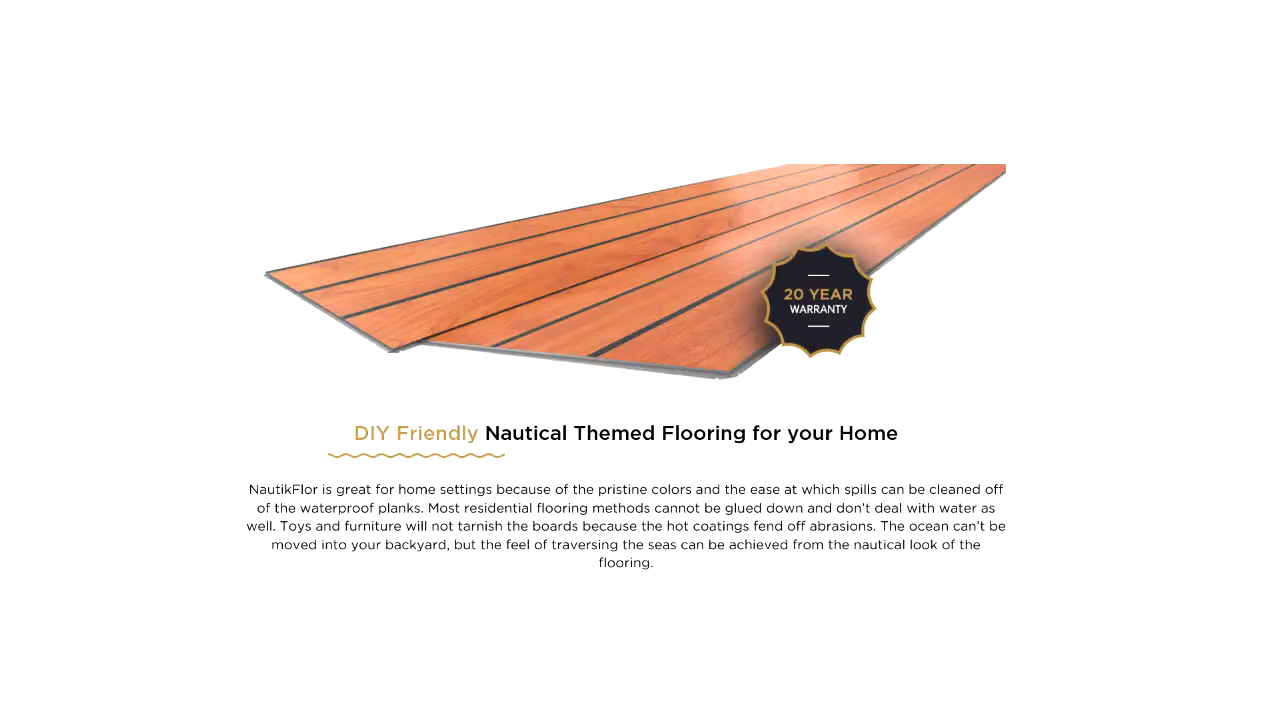 20 YEAR
WARRANTY
DIY Friendly Nautical Themed Flooring for your Home
NautikFlor is great for home settings because of the pristine colors and the ease at which spills can be cleaned off
of the waterproof planks. Most residential flooring methods cannot be glued down and don’t deal with water as
well. Toys and furniture will not tarnish the boards because the hot coatings fend off abrasions. The ocean can’t be
moved into your backyard, but the feel of traversing the seas can be achieved from the nautical look of the
flooring.